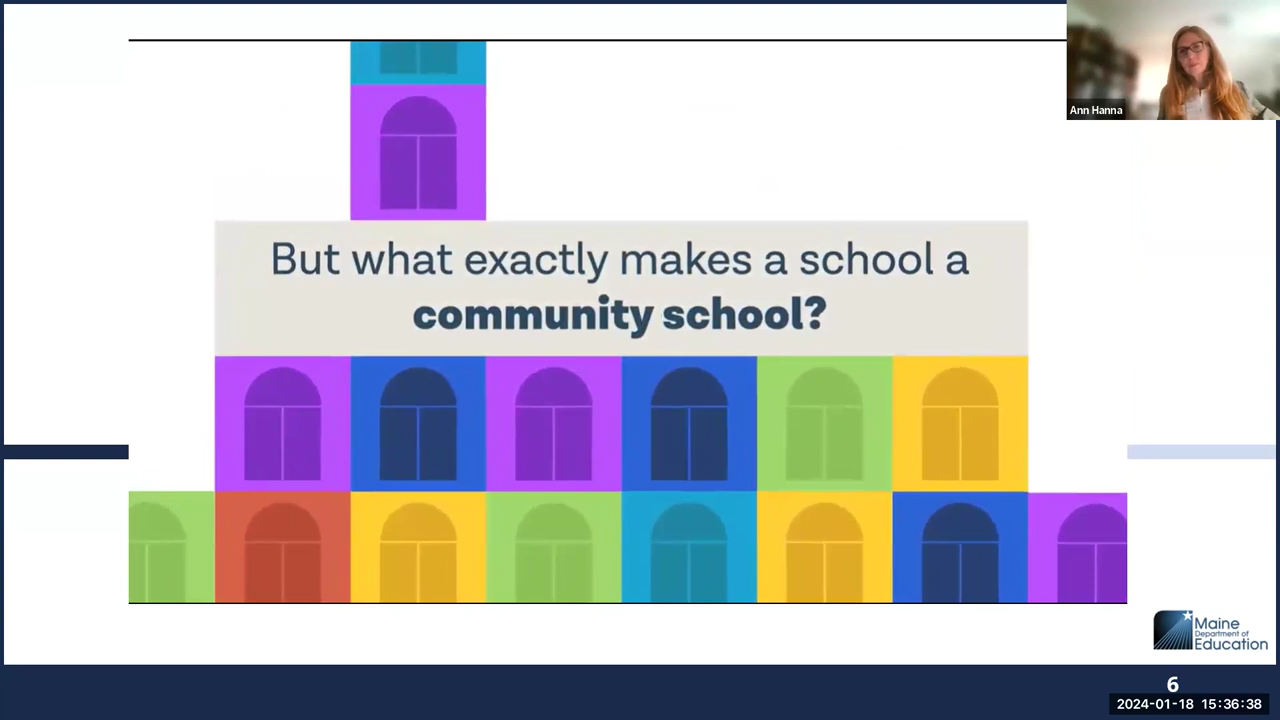 Ann Hanna
But what exactly makes a school a
community school?
Maine
Department of
Education
6
2024-01-18 15:36:38